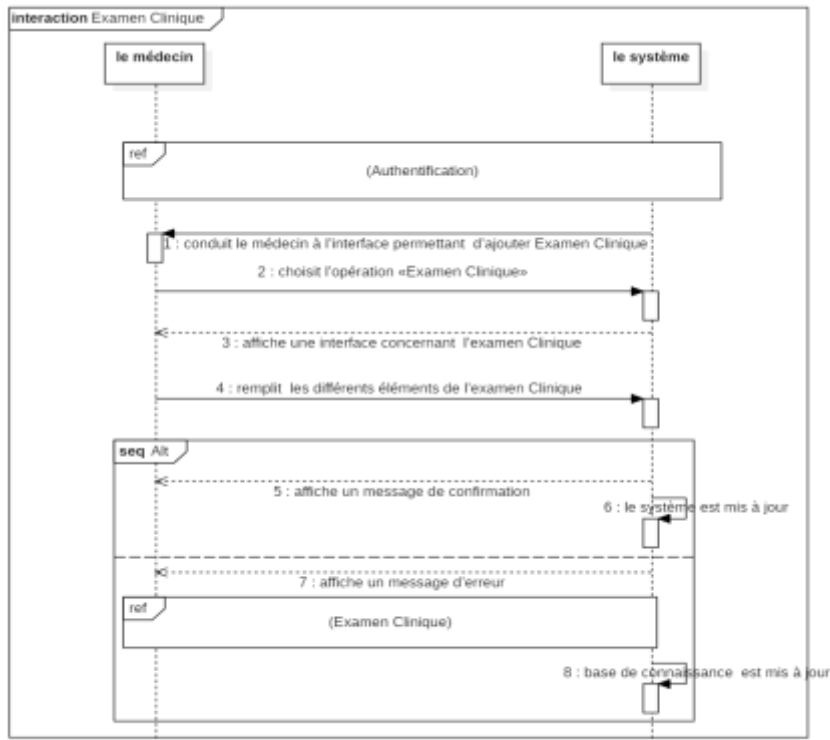 interaction Examen Clinique
le médecin
le système
ref
(Authentification)
1 : conduit le médecin à l'interface permettant d'ajouter Examen Clinique
2 : choisit l'opération «Examen Clinique»
3 : affiche une interface concernant l'examen Clinique
4 : remplit les différents éléments de l'examen Clinique
seq Alt
5 : affiche un message de confirmation
6 : le système est mis à jour
7 : affiche un message d'erreur
ref
(Examen Clinique)
8 : base de connaissance est mis à jour